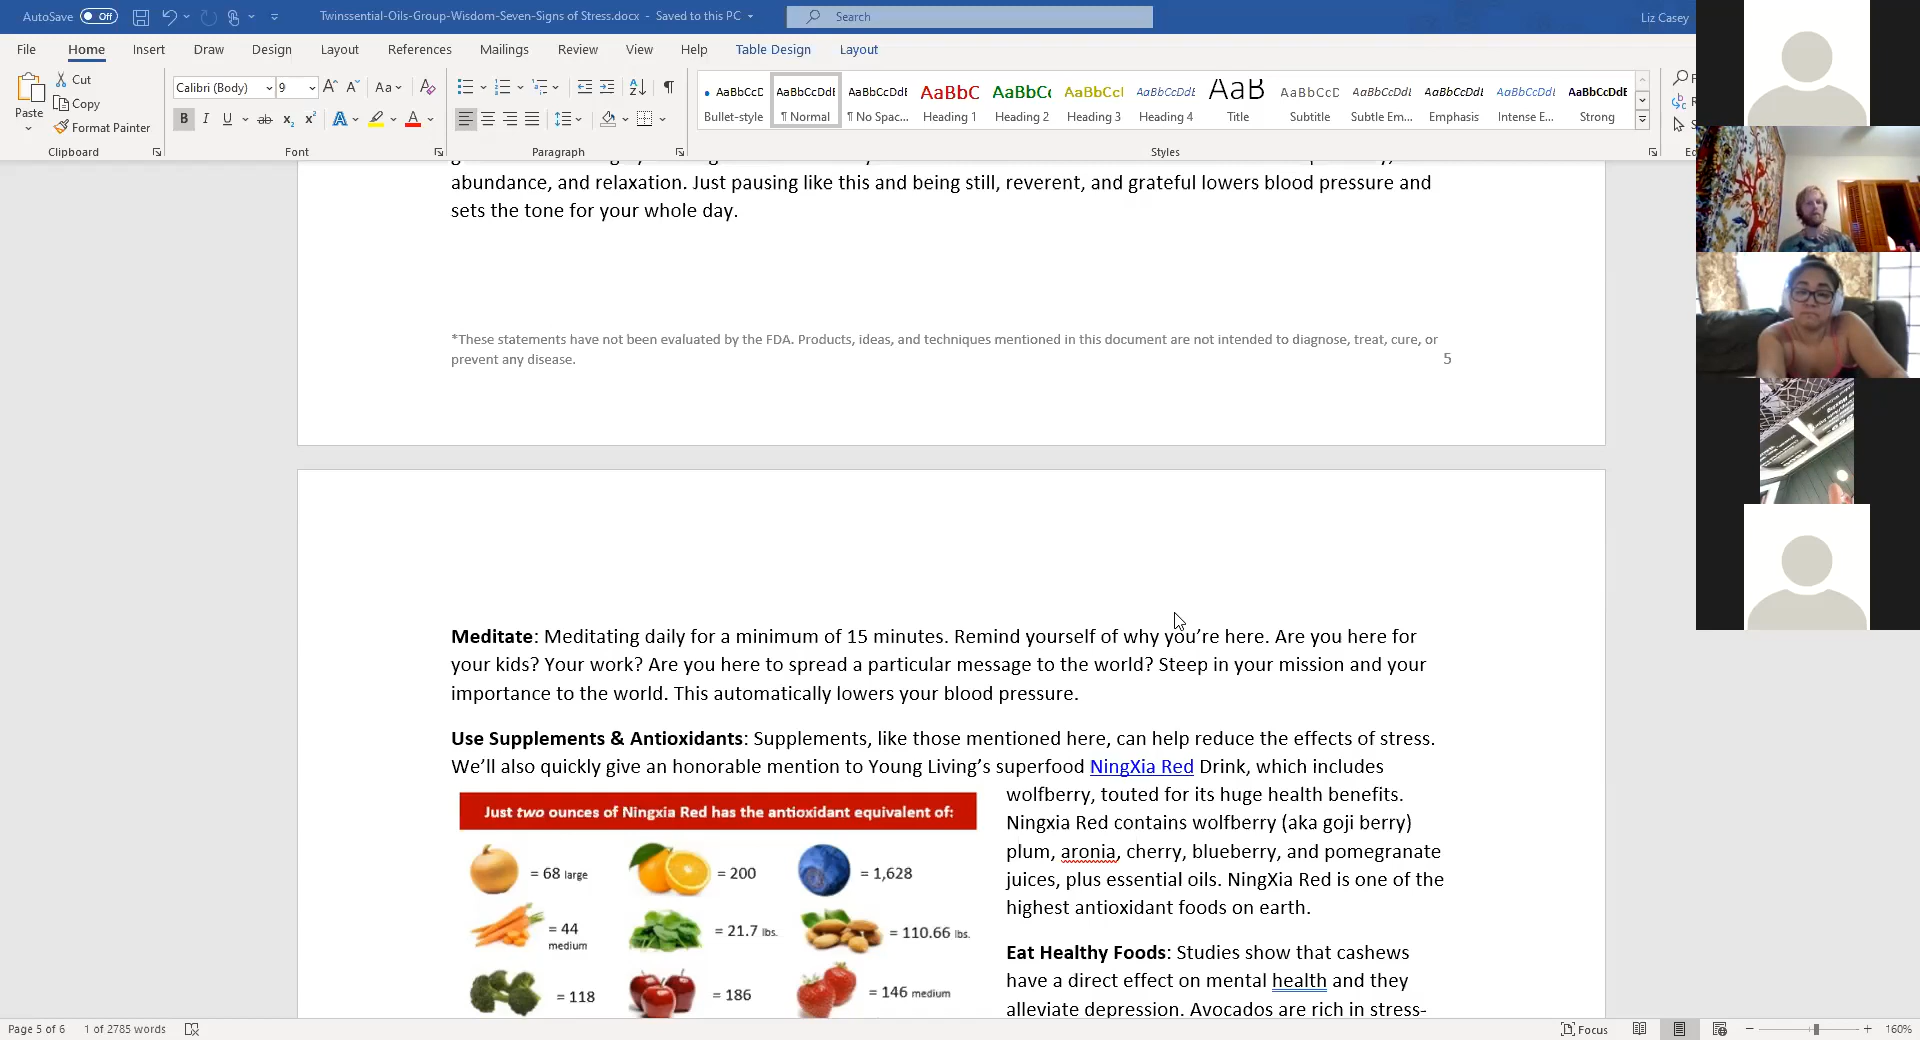 AutoSave Off Twinssential-Oils-Group-Wisdom-Seven-Signs of Stress.docx - Saved to this PC Search Liz Casey
File Home Insert Draw Design Layout References Mailings Review View Help Table Design Layout
Paste Cut Copy Format Painter
Calibri (Body) 9
AaBbCcD AaBbCcDdE AaBbCcDdE AaBbC AaBbCc AaBbCcI AaBbCcDdE AaB AaBbCcD AaBbCcDdE AaBbCcDdE AaBbCcDdE AaBbCcDdE
Bullet-style ¶ Normal ¶ No Spac... Heading 1 Heading 2 Heading 3 Heading 4 Title Subtitle Subtle Em... Emphasis Intense E... Strong
Clipboard Font Paragraph Styles
abundance, and relaxation. Just pausing like this and being still, reverent, and grateful lowers blood pressure and
sets the tone for your whole day.
*These statements have not been evaluated by the FDA. Products, ideas, and techniques mentioned in this document are not intended to diagnose, treat, cure, or
prevent any disease. 5
Meditate: Meditating daily for a minimum of 15 minutes. Remind yourself of why you’re here. Are you here for
your kids? Your work? Are you here to spread a particular message to the world? Steep in your mission and your
importance to the world. This automatically lowers your blood pressure.
Use Supplements & Antioxidants: Supplements, like those mentioned here, can help reduce the effects of stress.
We’ll also quickly give an honorable mention to Young Living’s superfood NingXia Red Drink, which includes
wolfberry, touted for its huge health benefits.
Ningxia Red contains wolfberry (aka goji berry)
plum, aronia, cherry, blueberry, and pomegranate
juices, plus essential oils. NingXia Red is one of the
highest antioxidant foods on earth.
Just two ounces of Ningxia Red has the antioxidant equivalent of:
= 68 large = 200 = 1,628
= 44 medium = 21.7 lbs. = 110.66 lbs.
= 118 = 186 = 146 medium
Eat Healthy Foods: Studies show that cashews
have a direct effect on mental health and they
alleviate depression. Avocados are rich in stress-
Page 5 of 6 1 of 2785 words Focus 160%